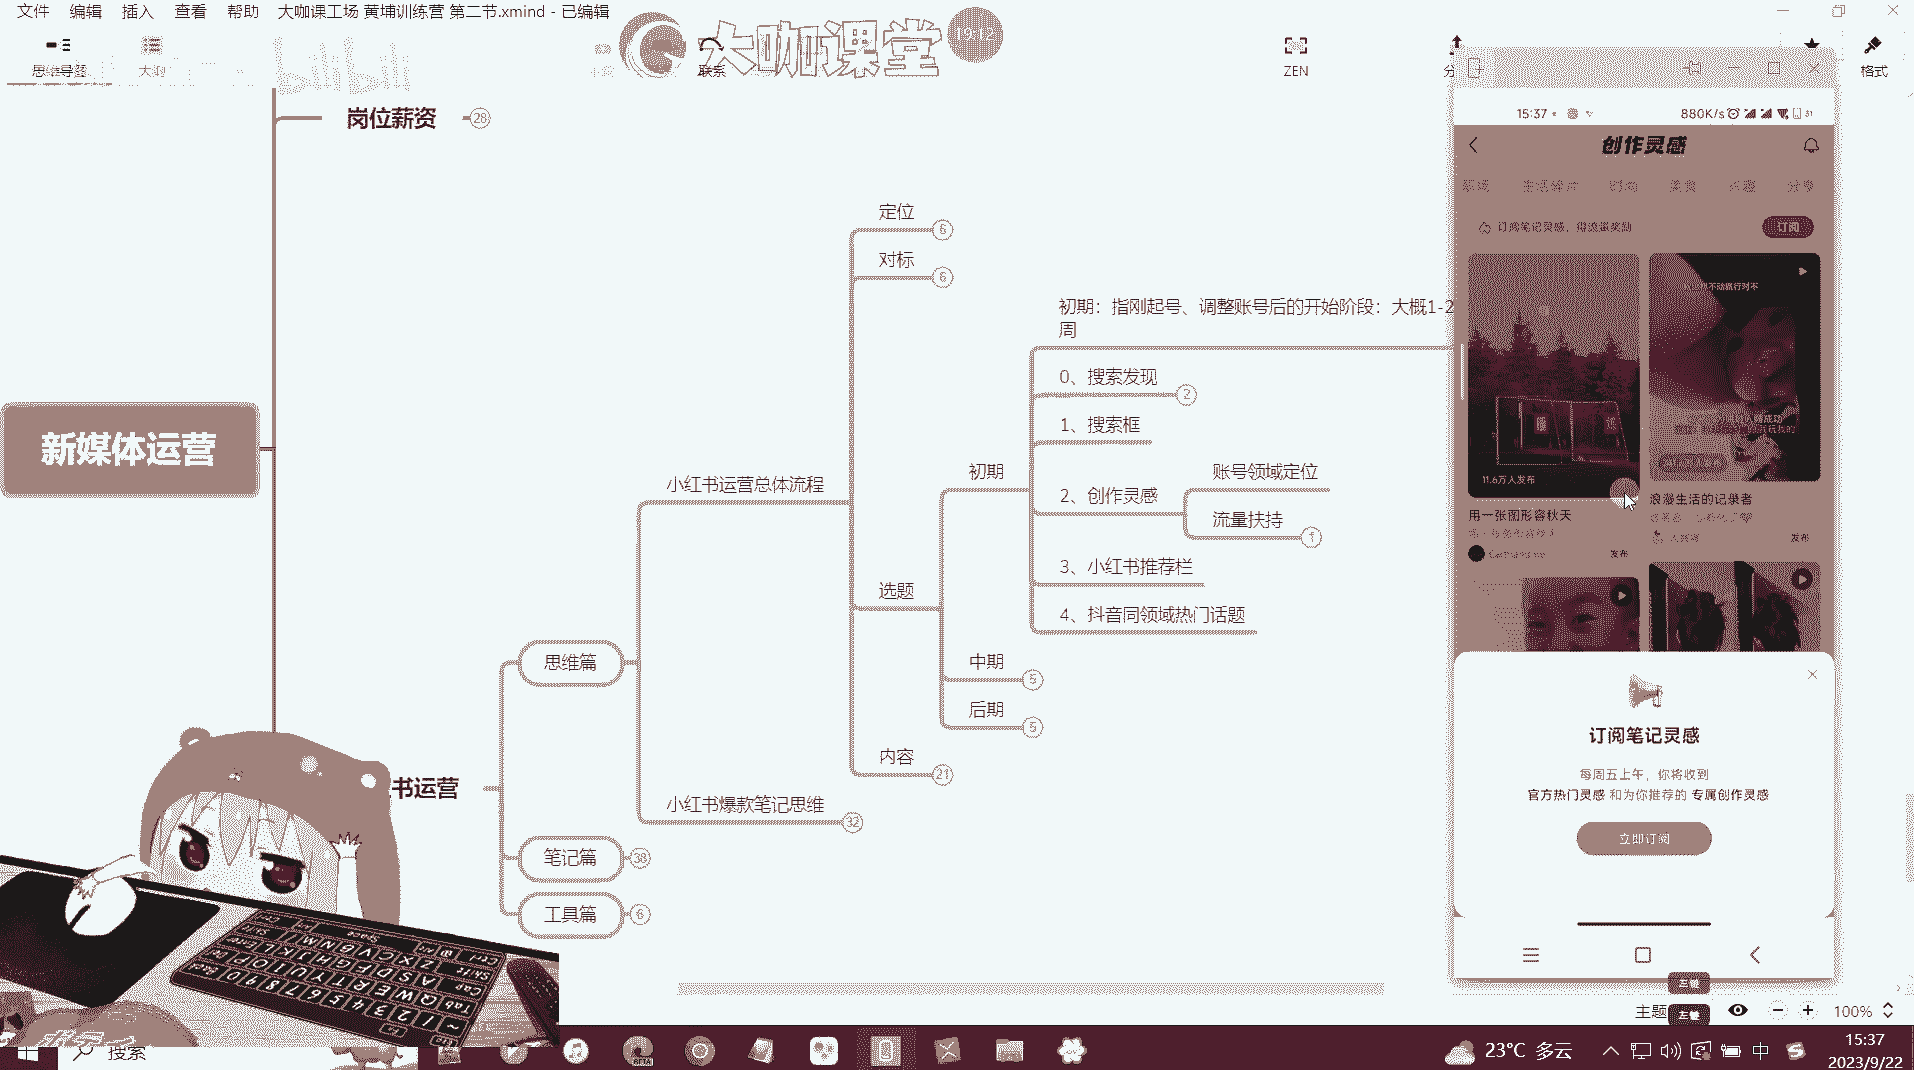 文件 编辑 插入 查看 帮助 大咖课工场 黄埔训练营 第二节.xmind - 已编辑
思维导图
联系
大咖课堂
19:12
bilibili
ZEN
格式
岗位薪资
28
新媒体运营
书运营
思维篇
笔记篇
38
工具篇
6
小红书运营总体流程
小红书爆款笔记思维
32
定位
6
对标
6
选题
内容
21
初期
中期
5
后期
5
初期：指刚起号、调整账号后的开始阶段：大概1-2
周
0、搜索发现
2
1、搜索框
2、创作灵感
账号领域定位
流量扶持
1
3、小红书推荐栏
4、抖音同领域热门话题
15:37
880K/s
创作灵感
订阅笔记灵感，得流量奖励
订阅
11.6万人发布
用一张图形容秋天
发布
浪漫生活的记录者
发布
订阅笔记灵感
每周五上午，你将收到
官方热门灵感 和为你推荐的 专属创作灵感
立即订阅
左键
主题
左键
100%
搜索
23°C 多云
中
15:37
2023/9/22